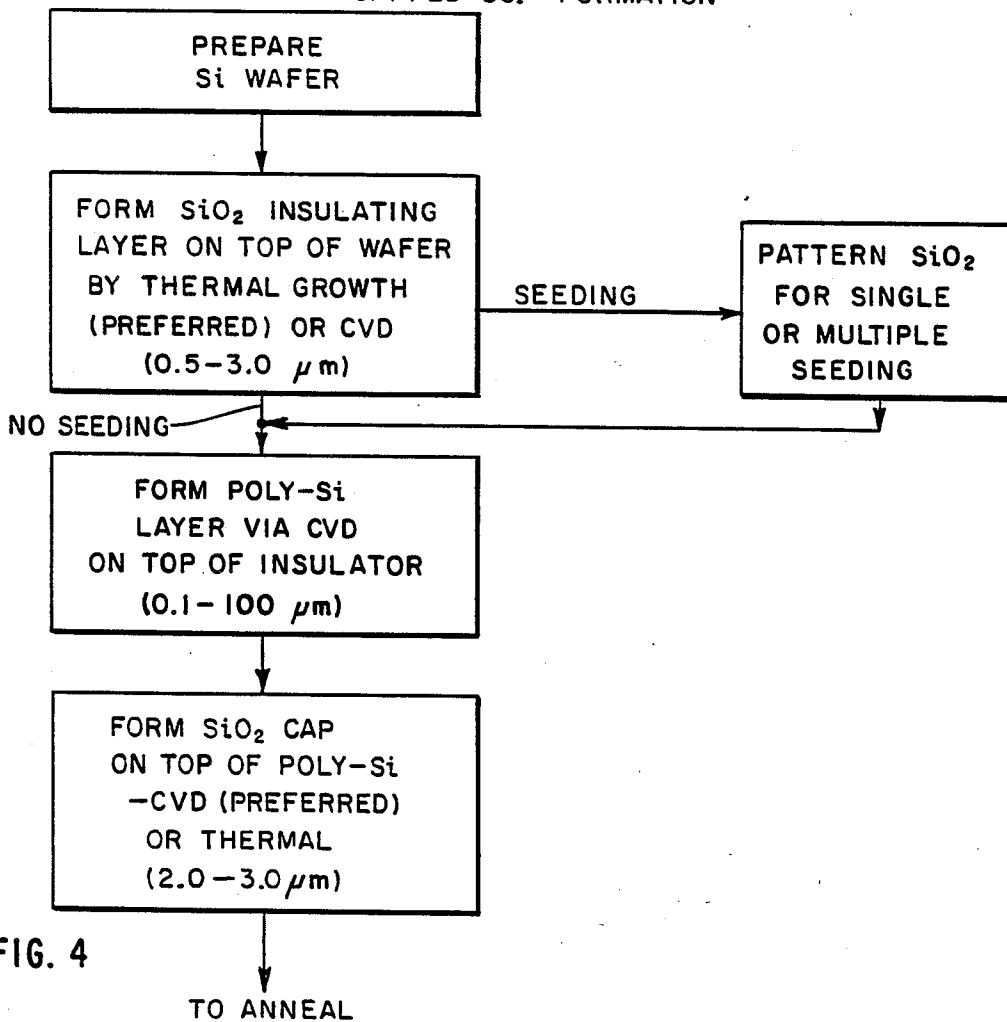 FORMATION
PREPARE
Si WAFER
FORM SiO₂ INSULATING
LAYER ON TOP OF WAFER
BY THERMAL GROWTH
(PREFERRED) OR CVD
(0.5-3.0 μm)
SEEDING
PATTERN SiO₂
FOR SINGLE
OR MULTIPLE
SEEDING
NO SEEDING
FORM POLY-Si
LAYER VIA CVD
ON TOP OF INSULATOR
(0.1-100 μm)
FORM SiO₂ CAP
ON TOP OF POLY-Si
-CVD (PREFERRED)
OR THERMAL
(2.0-3.0 μm)
FIG. 4
TO ANNEAL